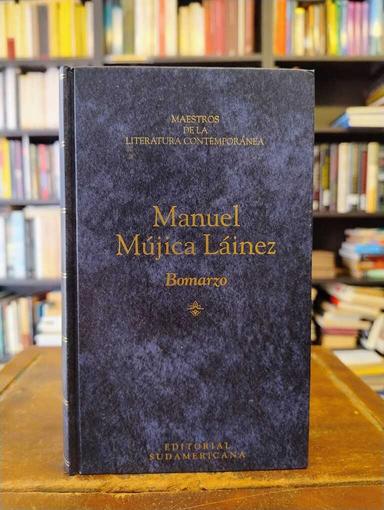 MAESTROS
DE LA
LITERATURA CONTEMPORÁNEA
Manuel
Mújica Láinez
Bomarzo
EDITORIAL
SUDAMERICANA